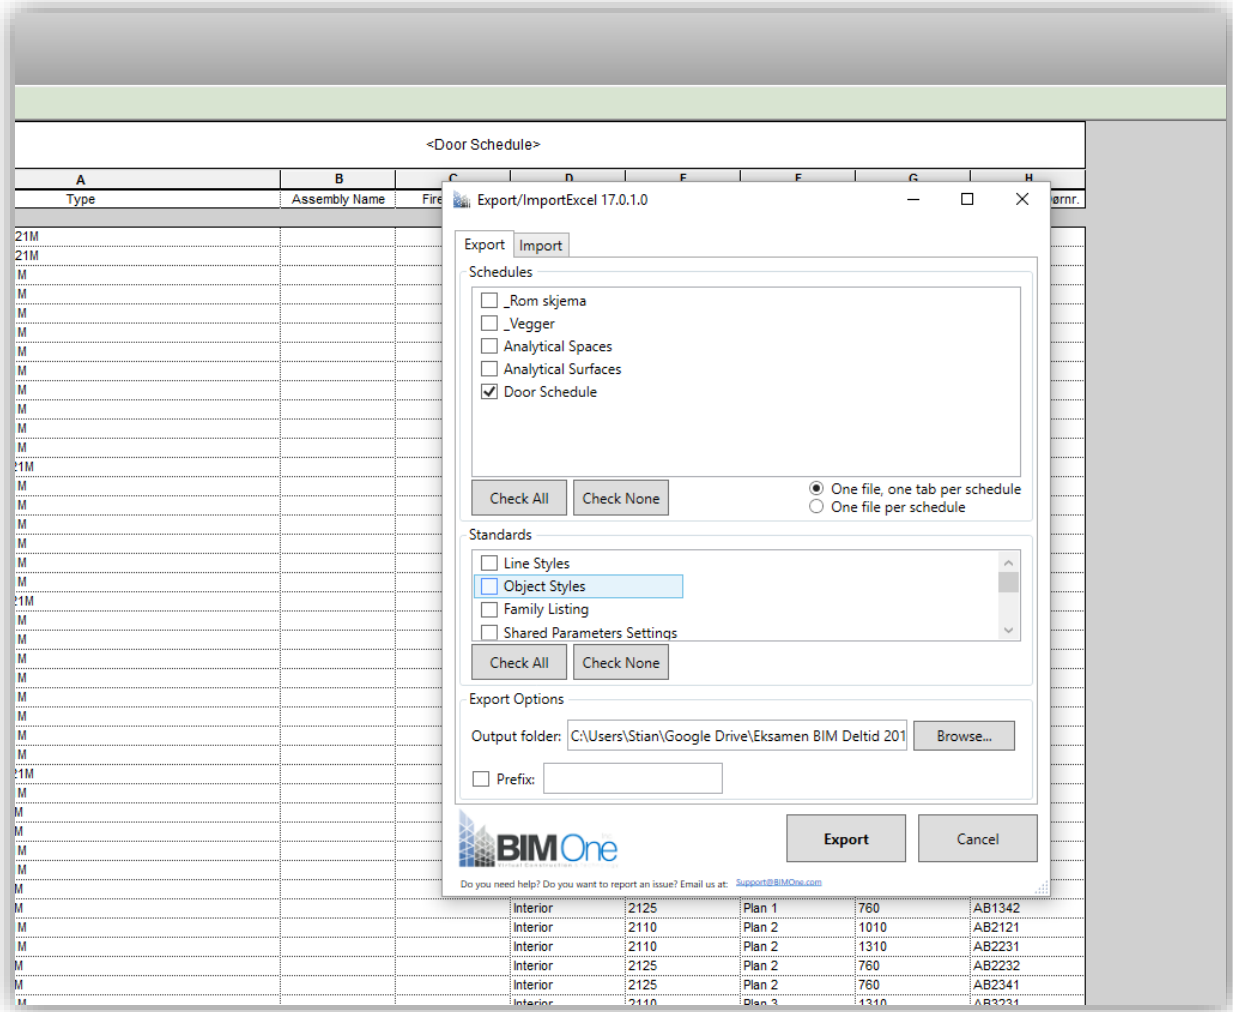 <Door Schedule>
A B C D E F G H
Type Assembly Name Fire ørnr.
21M
21M
M
M
M
M
M
M
M
M
M
M
21M
M
M
M
M
M
M
21M
M
M
M
M
M
M
M
M
21M
M
M
M
M
M
M
Export/ImportExcel 17.0.1.0
Export Import
Schedules
_Rom skjema
_Vegger
Analytical Spaces
Analytical Surfaces
Door Schedule
Check All Check None
One file, one tab per schedule
One file per schedule
Standards
Line Styles
Object Styles
Family Listing
Shared Parameters Settings
Check All Check None
Export Options
Output folder: C:\Users\Stian\Google Drive\Eksamen BIM Deltid 201 Browse...
Prefix:
BIMOne
Export Cancel
Do you need help? Do you want to report an issue? Email us at: Support@BIMOne.com
M Interior 2125 Plan 1 760 AB1342
M Interior 2110 Plan 2 1010 AB2121
M Interior 2110 Plan 2 1310 AB2231
M Interior 2125 Plan 2 760 AB2232
M Interior 2125 Plan 2 760 AB2341
M Interior 2110 Plan 3 1310 AB3231